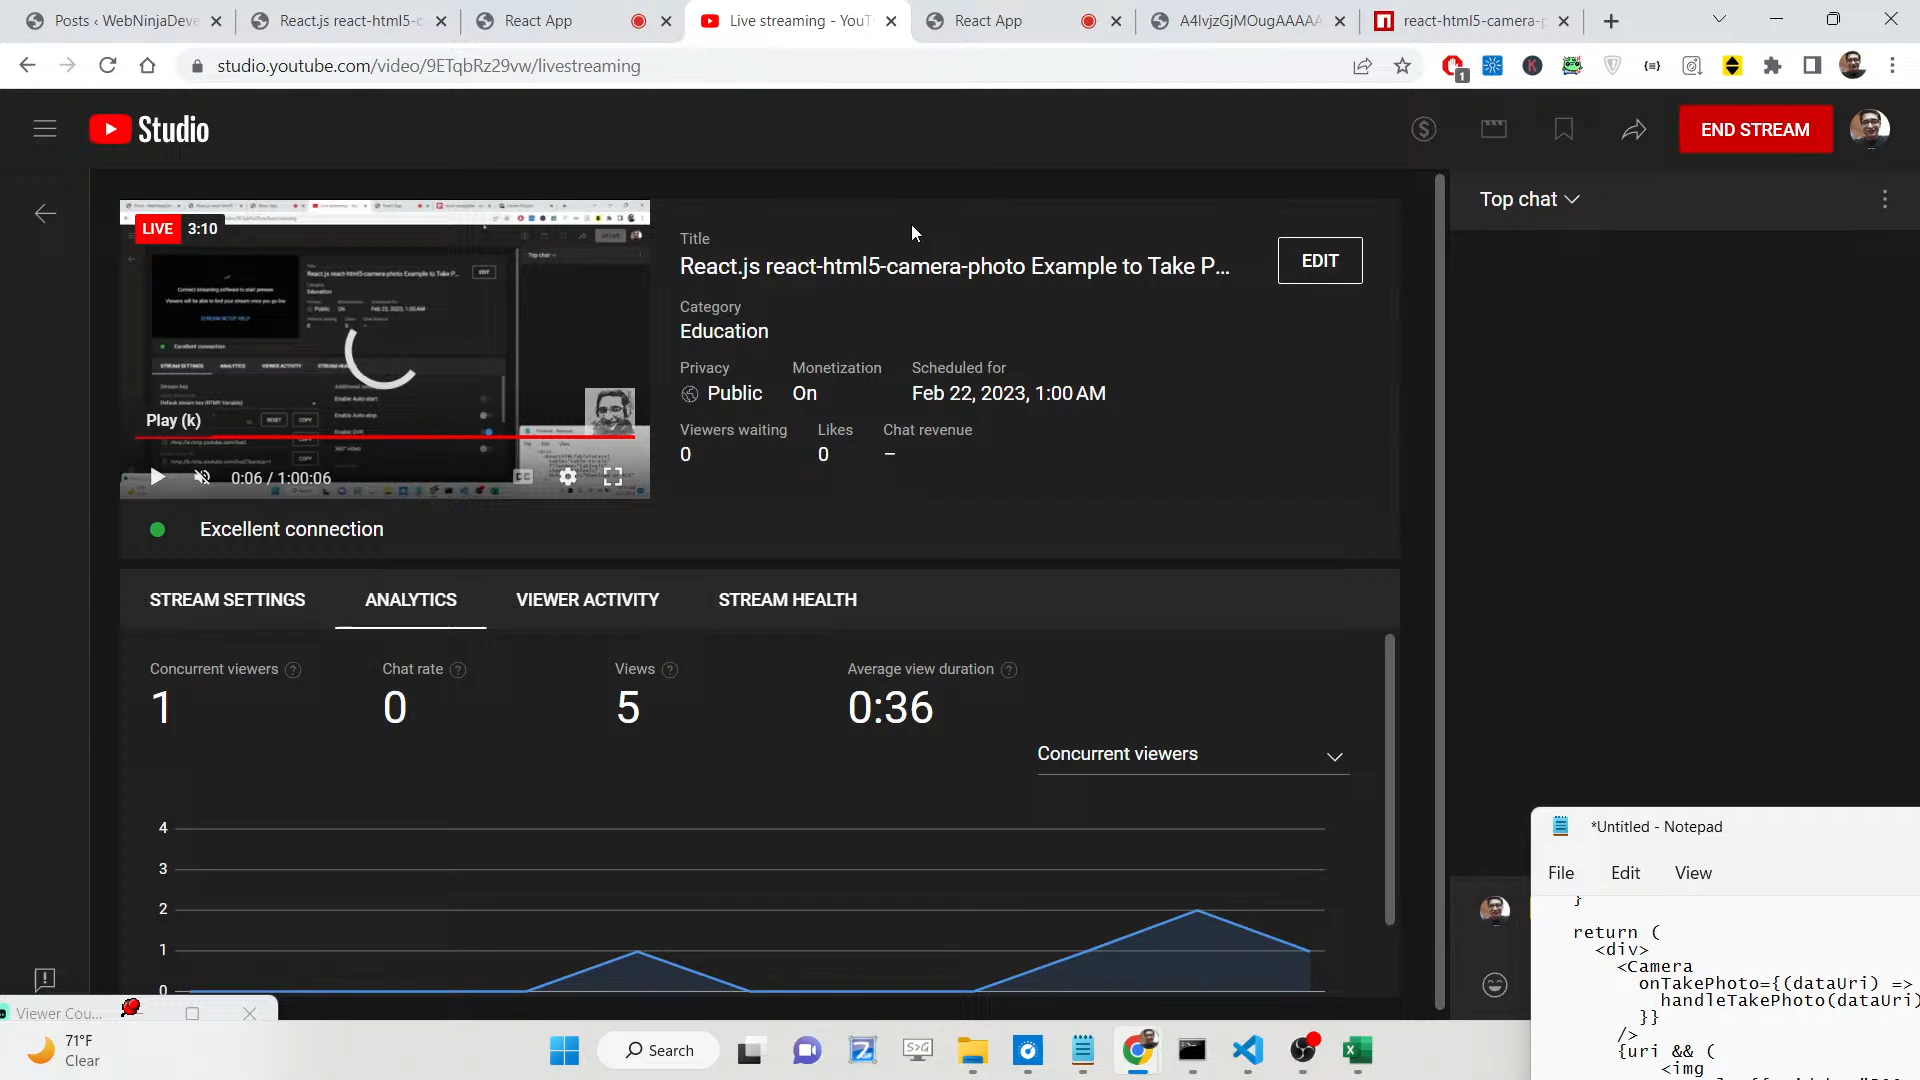 Posts ‹ WebNinjaDeve
React.js react-html5-c
React App
Live streaming - YouT
React App
A4IvjzGjMOugAAAAA
react-html5-camera-p
studio.youtube.com/video/9ETqbRz29vw/livestreaming
1
Studio
END STREAM
LIVE 3:10
Play (k)
0:06 / 1:00:06
Title
React.js react-html5-camera-photo Example to Take P...
EDIT
Category
Education
Privacy
Public
Monetization
On
Scheduled for
Feb 22, 2023, 1:00 AM
Viewers waiting
0
Likes
0
Chat revenue
–
Top chat
Excellent connection
STREAM SETTINGS
ANALYTICS
VIEWER ACTIVITY
STREAM HEALTH
Concurrent viewers
1
Chat rate
0
Views
5
Average view duration
0:36
Concurrent viewers
4
3
2
1
0
*Untitled - Notepad
File Edit View
}
return (
<div>
<Camera
onTakePhoto={(dataUri) =>
handleTakePhoto(dataUri)
}}
/>
{uri && (
<img
Viewer Cou...
71°F
Clear
Search